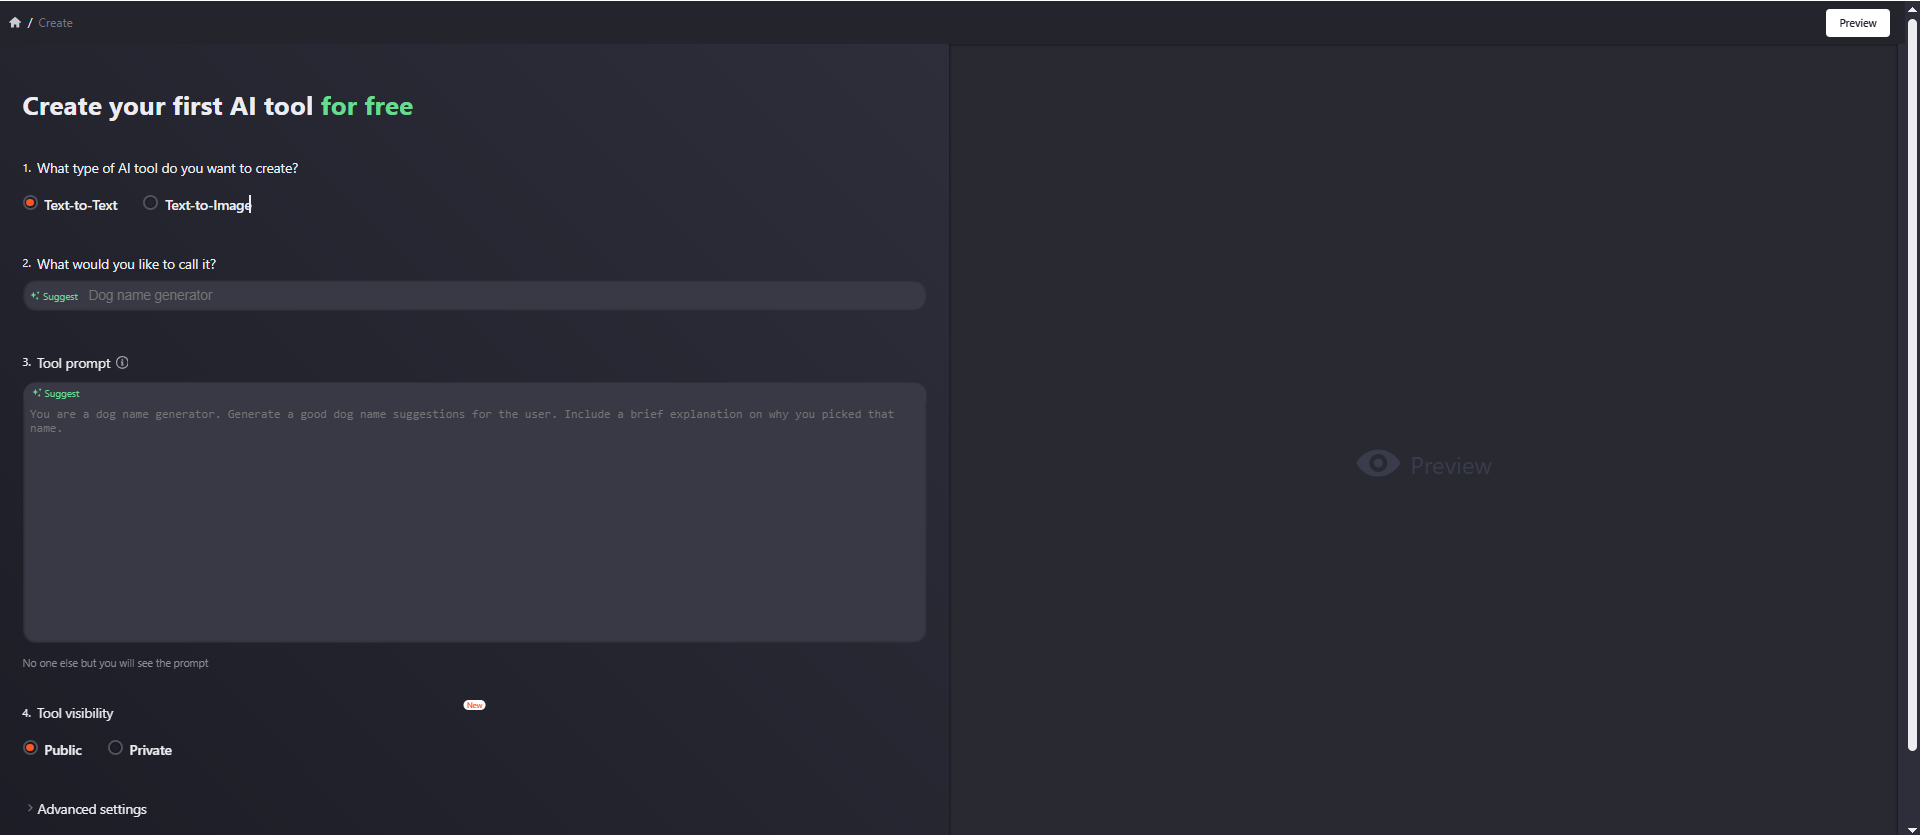 / Create
Preview
Create your first AI tool for free
1. What type of AI tool do you want to create?
Text-to-Text Text-to-Image
2. What would you like to call it?
Suggest Dog name generator
3. Tool prompt
Suggest
You are a dog name generator. Generate a good dog name suggestions for the user. Include a brief explanation on why you picked that
name.
Preview
No one else but you will see the prompt
New
4. Tool visibility
Public Private
Advanced settings